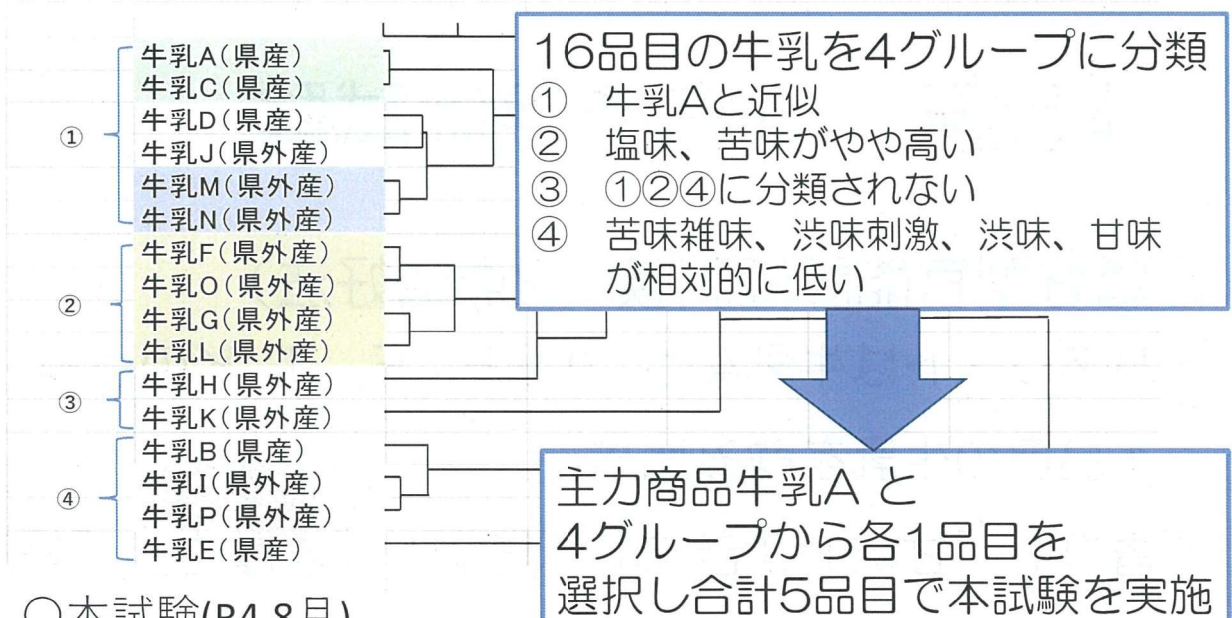 16品目の牛乳を4グループに分類
① 牛乳Aと近似
② 塩味、苦味がやや高い
③ ①②④に分類されない
④ 苦味雑味、渋味刺激、渋味、甘味
が相対的に低い
①
牛乳A(県産)
牛乳C(県産)
牛乳D(県産)
牛乳J(県外産)
牛乳M(県外産)
牛乳N(県外産)
②
牛乳F(県外産)
牛乳O(県外産)
牛乳G(県外産)
牛乳L(県外産)
③
牛乳H(県外産)
牛乳K(県外産)
④
牛乳B(県産)
牛乳I(県外産)
牛乳P(県外産)
牛乳E(県産)
主力商品牛乳A と
4グループから各1品目を
選択し合計5品目で本試験を実施
○本試験(R4.8月)